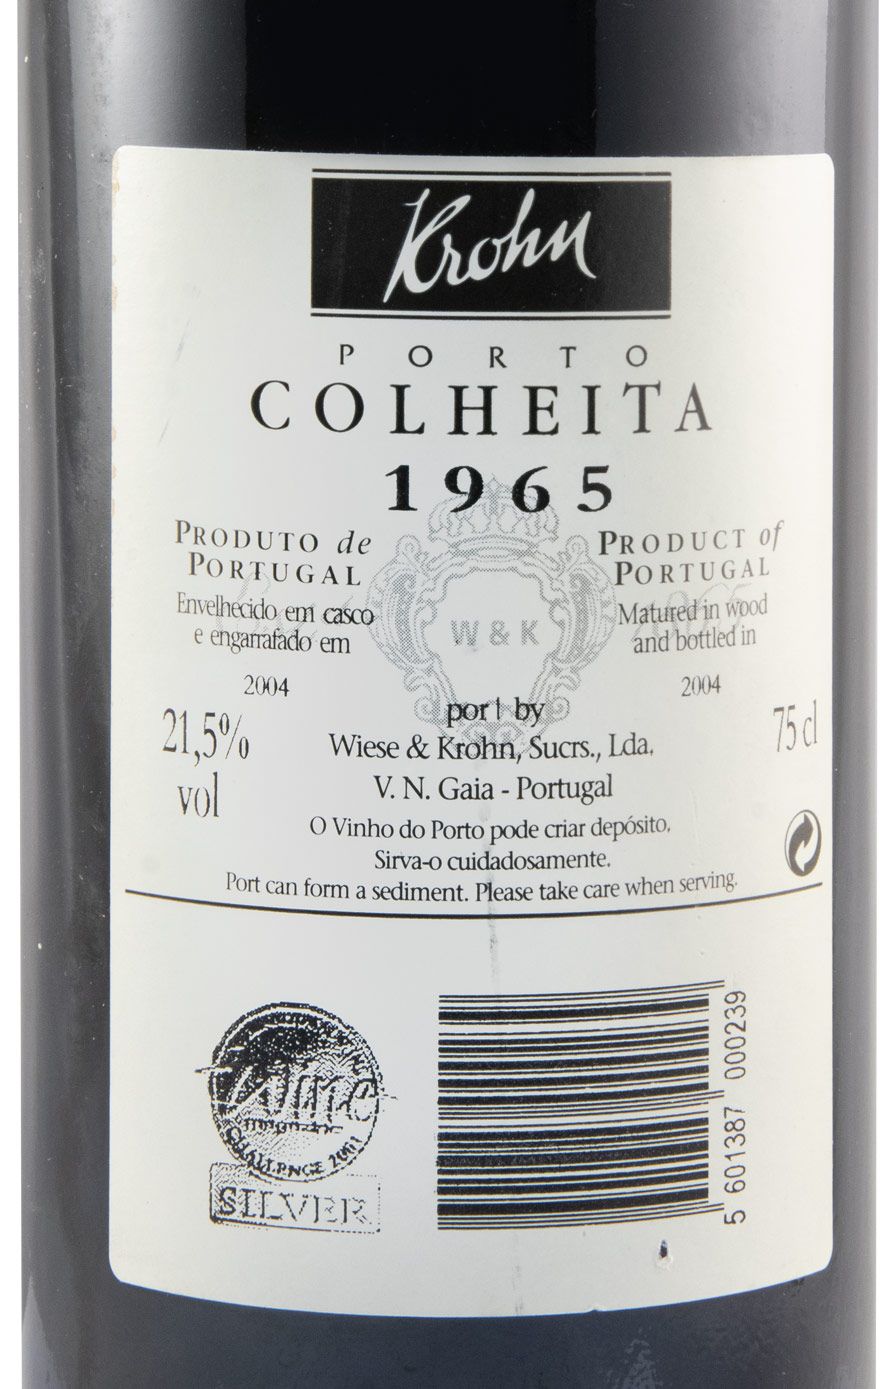 Krohn
PORTO
COLHEITA
1965
PRODUTO de
PORTUGAL
Envelhecido em casco
e engarrafado em
2004
PRODUCT of
PORTUGAL
Matured in wood
and bottled in
2004
W & K
21,5%
vol
75 cl
por | by
Wiese & Krohn, Sucrs., Lda.
V. N. Gaia - Portugal
O Vinho do Porto pode criar depósito.
Sirva-o cuidadosamente.
Port can form a sediment. Please take care when serving.
CHALLENGE 2001
SILVER
5 601387 000239